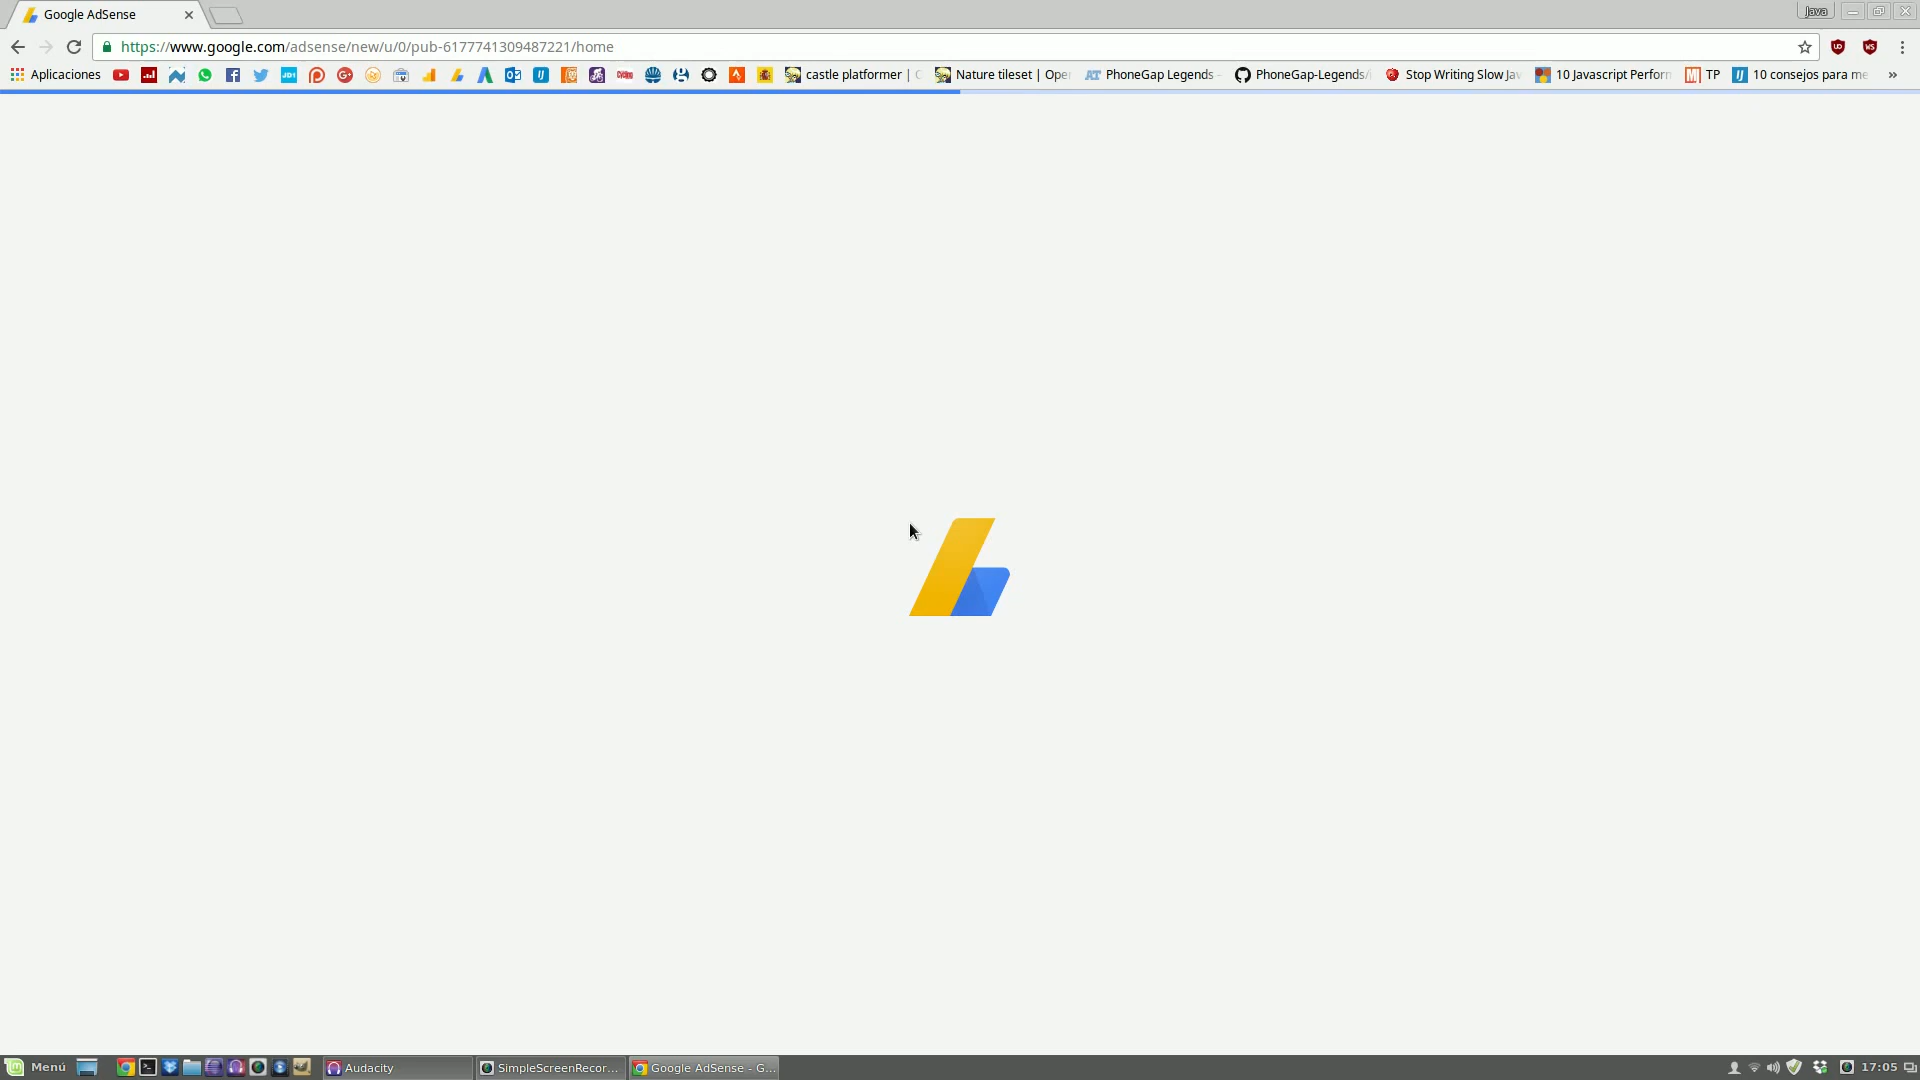 Google AdSense
Java
https://www.google.com/adsense/new/u/0/pub-6177741309487221/home
Aplicaciones
castle platformer |
Nature tileset | Ope
PhoneGap Legends -
PhoneGap-Legends/
Stop Writing Slow Jav
10 Javascript Perforr
TP
10 consejos para me
»
Menú
Audacity
SimpleScreenRecor...
Google AdSense - G...
17:05